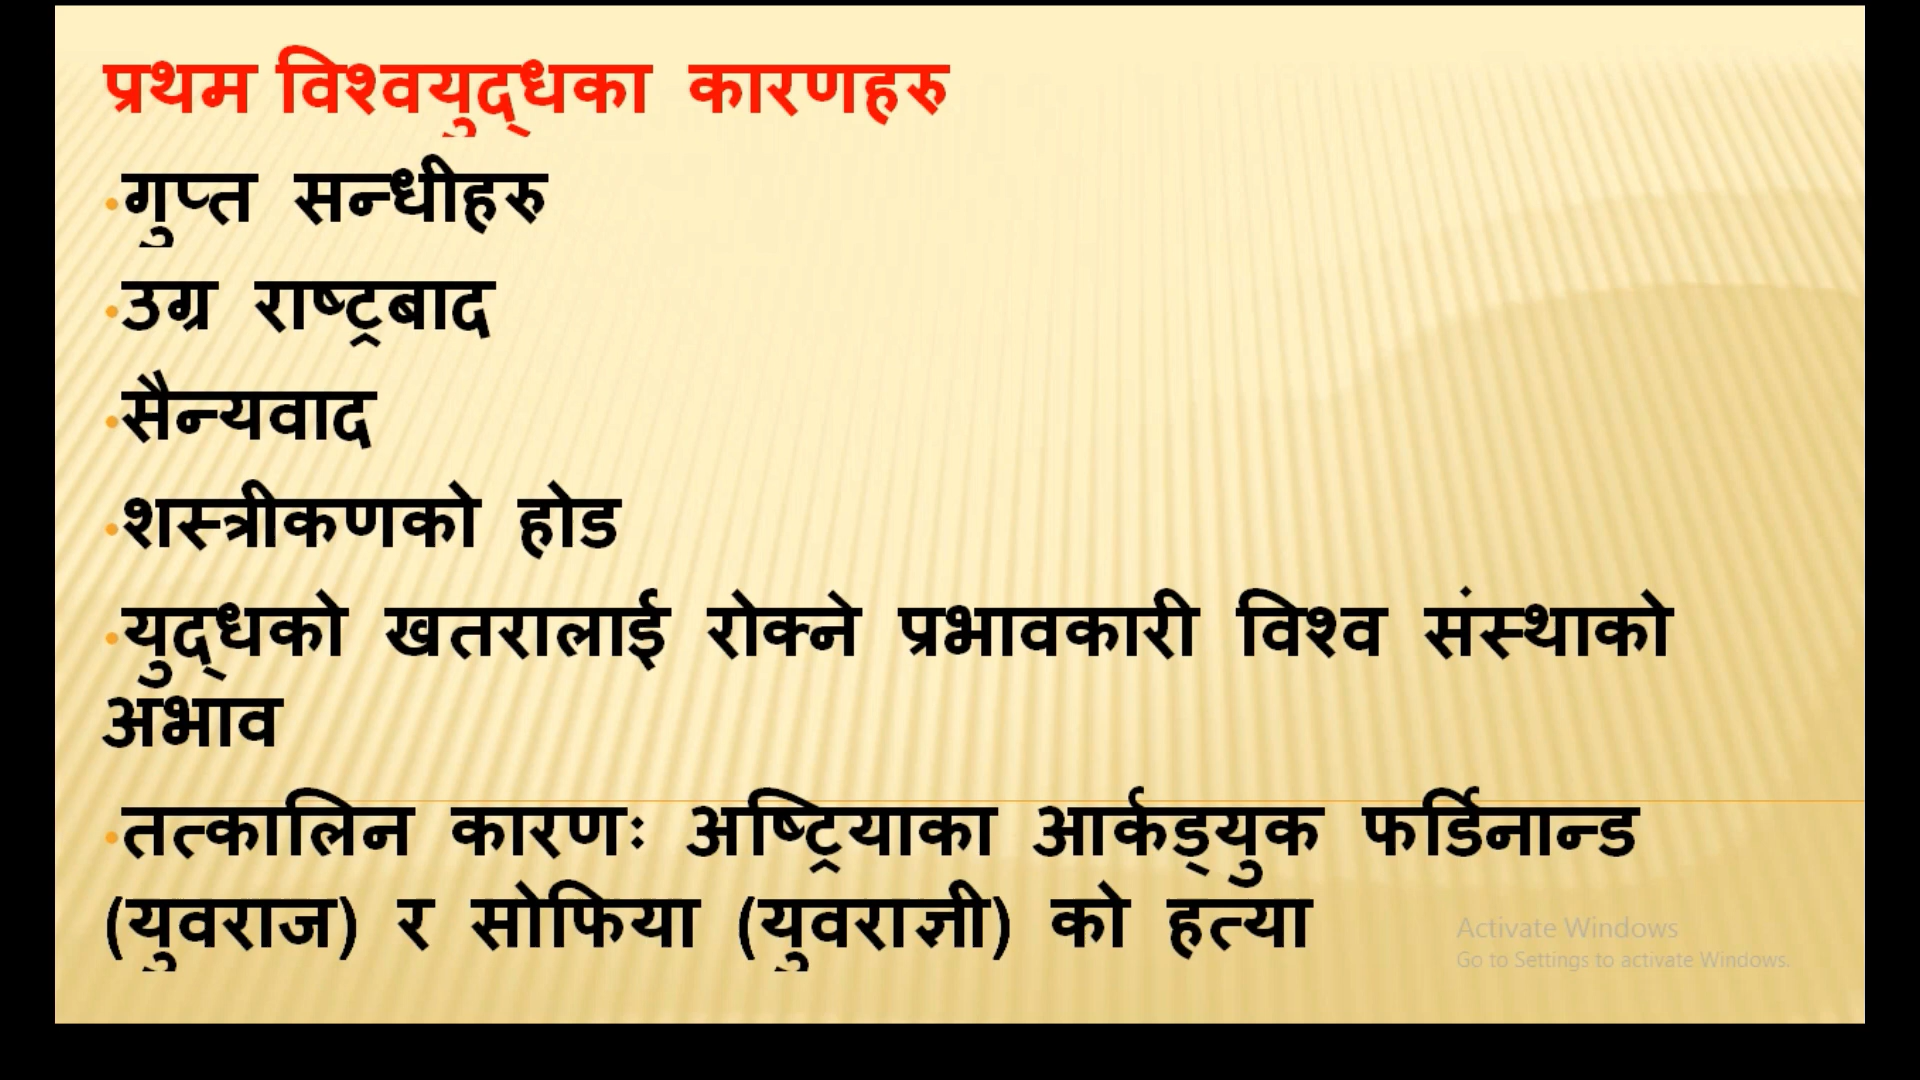 प्रथम विश्वयुद्धका कारणहरु
•गुप्त सन्धीहरु
•उग्र राष्ट्रबाद
•सैन्यवाद
•शस्त्रीकणको होड
•युद्धको खतरालाई रोक्ने प्रभावकारी विश्व संस्थाको
अभाव
•तत्कालिन कारणः अष्ट्रियाका आर्कड्युक फर्डिनान्ड
(युवराज) र सोफिया (युवराज्ञी) को हत्या
Activate Windows
Go to Settings to activate Windows.